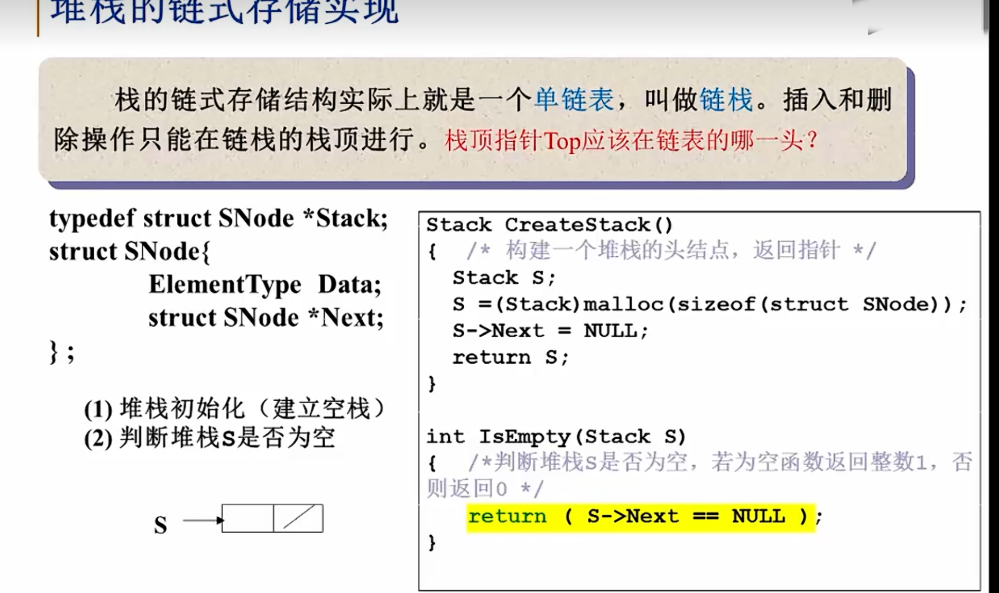 堆栈的链式存储实现
栈的链式存储结构实际上就是一个单链表，叫做链栈。插入和删
除操作只能在链栈的栈顶进行。栈顶指针Top应该在链表的哪一头？
typedef struct SNode *Stack;
struct SNode{
ElementType Data;
struct SNode *Next;
} ;
(1) 堆栈初始化（建立空栈）
(2) 判断堆栈S是否为空
S
Stack CreateStack()
{ /* 构建一个堆栈的头结点，返回指针 */
Stack S;
S =(Stack)malloc(sizeof(struct SNode));
S->Next = NULL;
return S;
}
int IsEmpty(Stack S)
{ /*判断堆栈S是否为空，若为空函数返回整数1，否
则返回0 */
return ( S->Next == NULL );
}